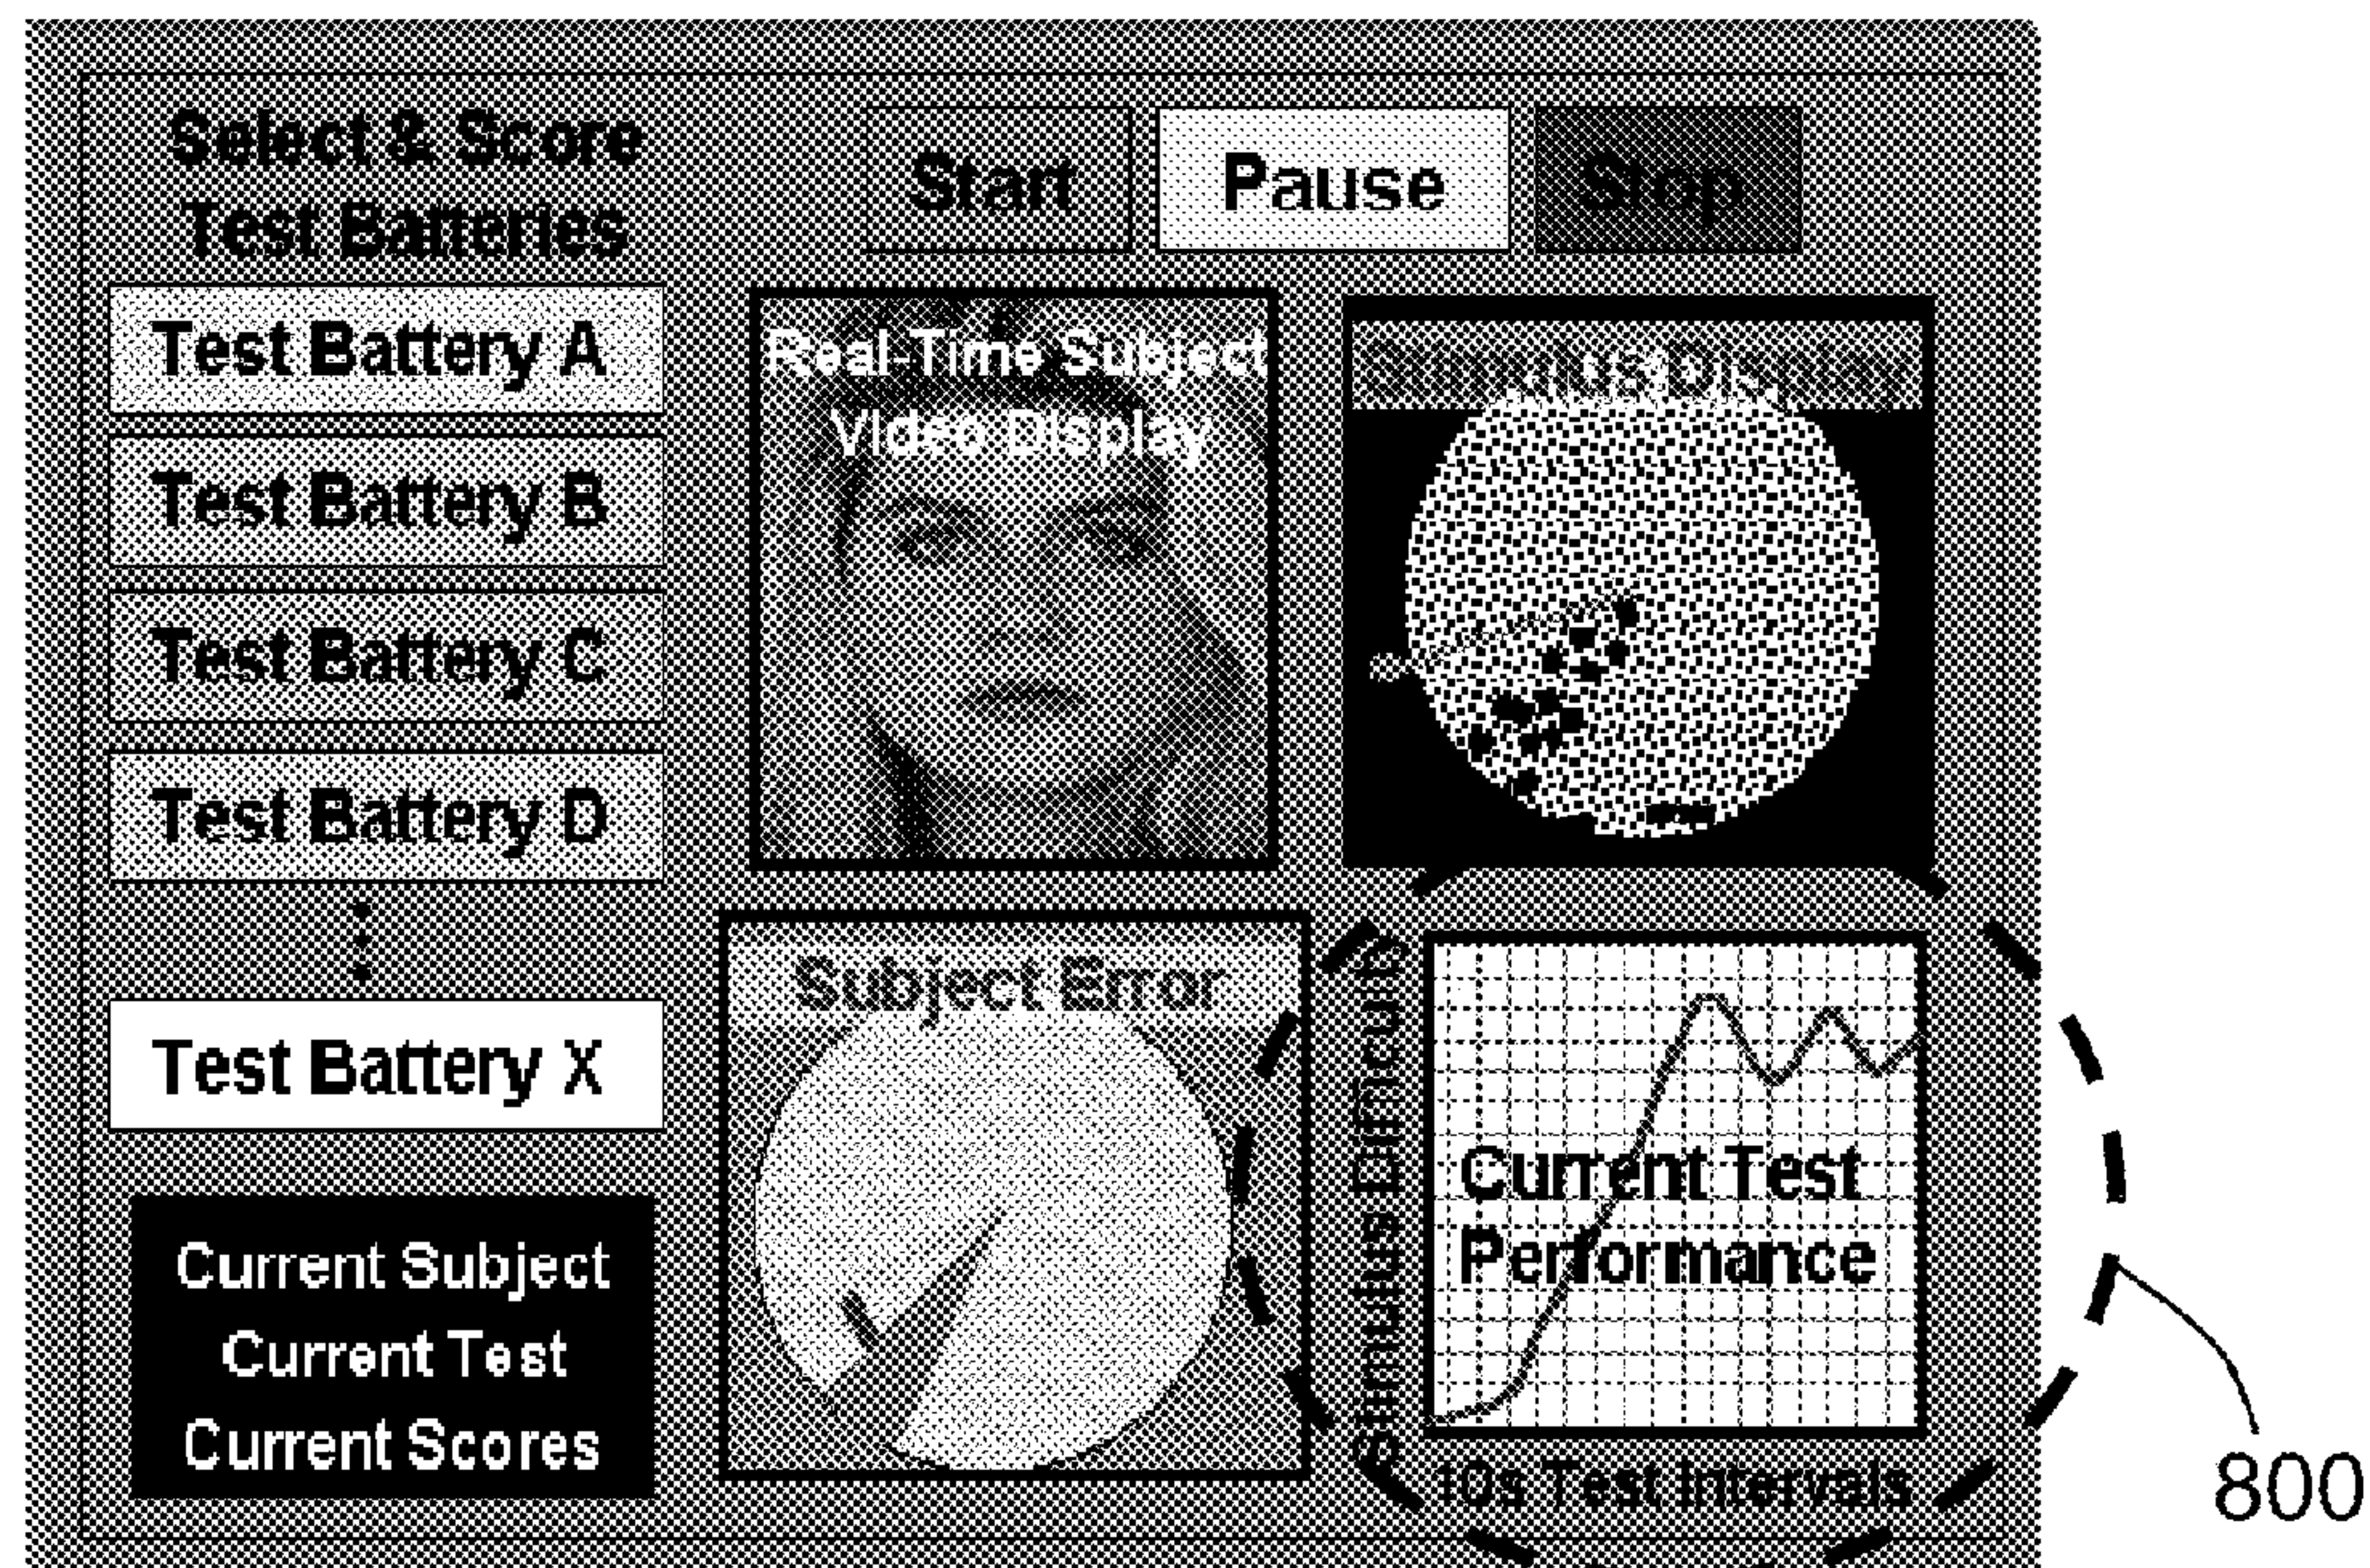 Select & Score
Test Batteries
Start
Pause
Stop
Test Battery A
Test Battery B
Test Battery C
Test Battery D
Test Battery X
Current Subject
Current Test
Current Scores
Real-Time Subject
Video Display
Stimulus Display
Subject Error
Stimulus Difficulty
Current Test
Performance
10s Test Intervals
800